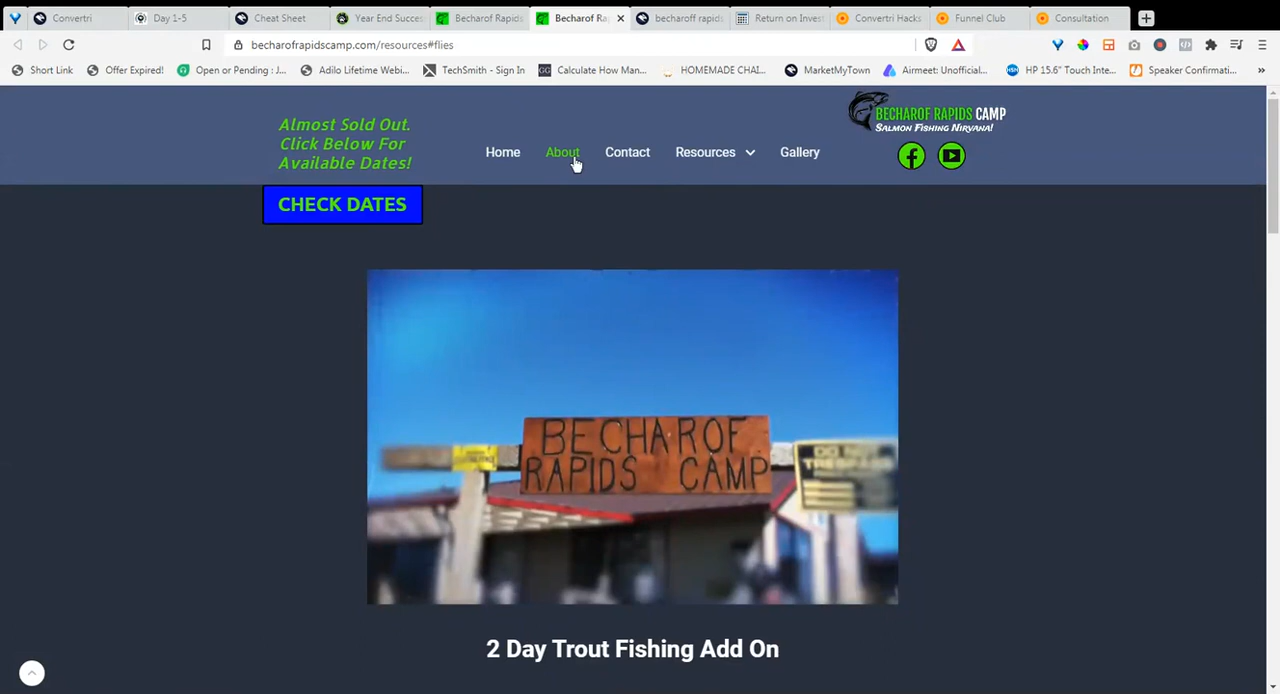 Convertri
Day 1-5
Cheat Sheet
Year End Succes
Becharof Rapids
Becharof Ra
becharoff rapids
Return on Inves
Convertri Hacks
Funnel Club
Consultation
becharofrapidscamp.com/resources#flies
Short Link
Offer Expired!
Open or Pending : J...
Adilo Lifetime Webi...
TechSmith - Sign In
GG
Calculate How Man...
HOMEMADE CHAI...
MarketMyTown
Airmeet: Unofficial...
HSN
HP 15.6" Touch Inte...
Speaker Confirmati...
Almost Sold Out.
Click Below For
Available Dates!
CHECK DATES
Home
About
Contact
Resources
Gallery
BECHAROF RAPIDS CAMP
SALMON FISHING NIRVANA!
BECHAROF
RAPIDS CAMP
DO NOT
TRESPASS
2 Day Trout Fishing Add On